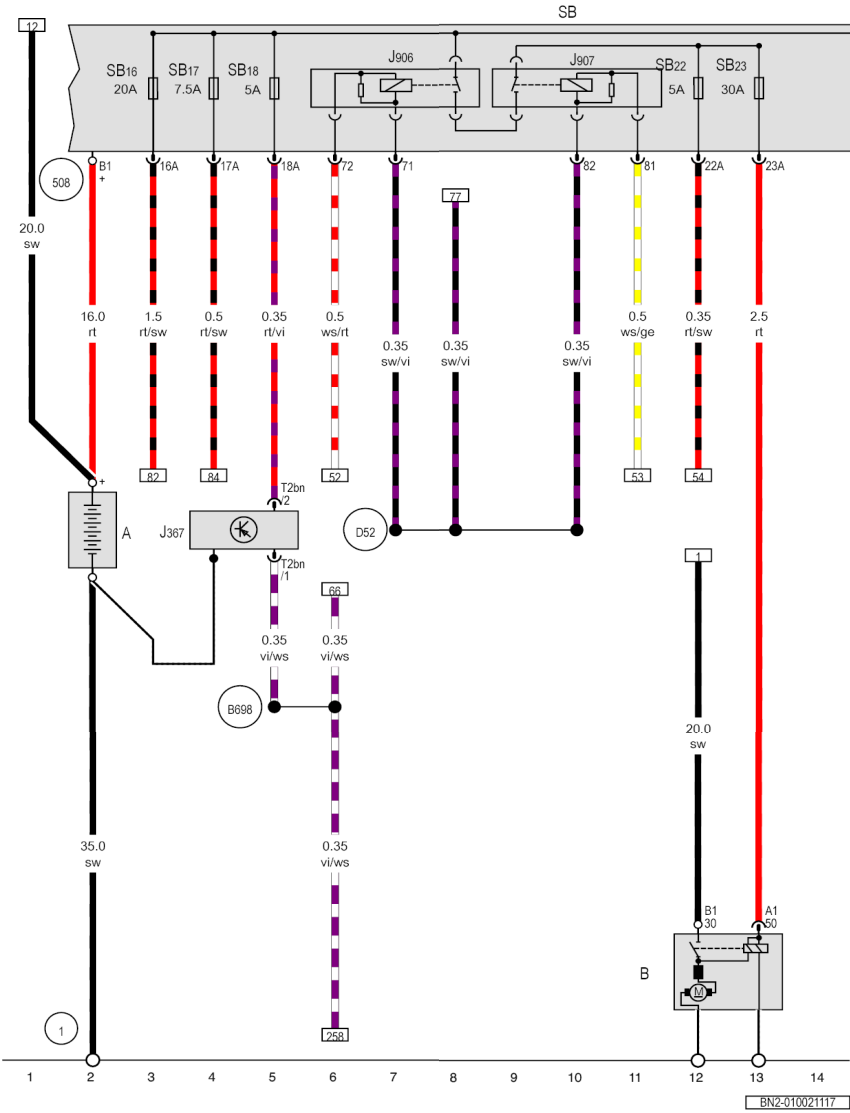 SB
12
J906
J907
SB16
20A
SB17
7.5A
SB18
5A
SB22
5A
SB23
30A
508
B1
+
16A
17A
18A
72
71
82
81
22A
23A
77
20.0
sw
16.0
rt
1.5
rt/sw
0.5
rt/sw
0.35
rt/vi
0.5
ws/rt
0.35
sw/vi
0.35
sw/vi
0.35
sw/vi
0.5
ws/ge
0.35
rt/sw
2.5
rt
82
84
52
53
54
+
T2bn
/2
A
J367
D52
T2bn
/1
1
66
0.35
vi/ws
0.35
vi/ws
B698
20.0
sw
35.0
sw
0.35
vi/ws
B1
30
A1
50
B
M
1
258
1 2 3 4 5 6 7 8 9 10 11 12 13 14
BN2-010021117